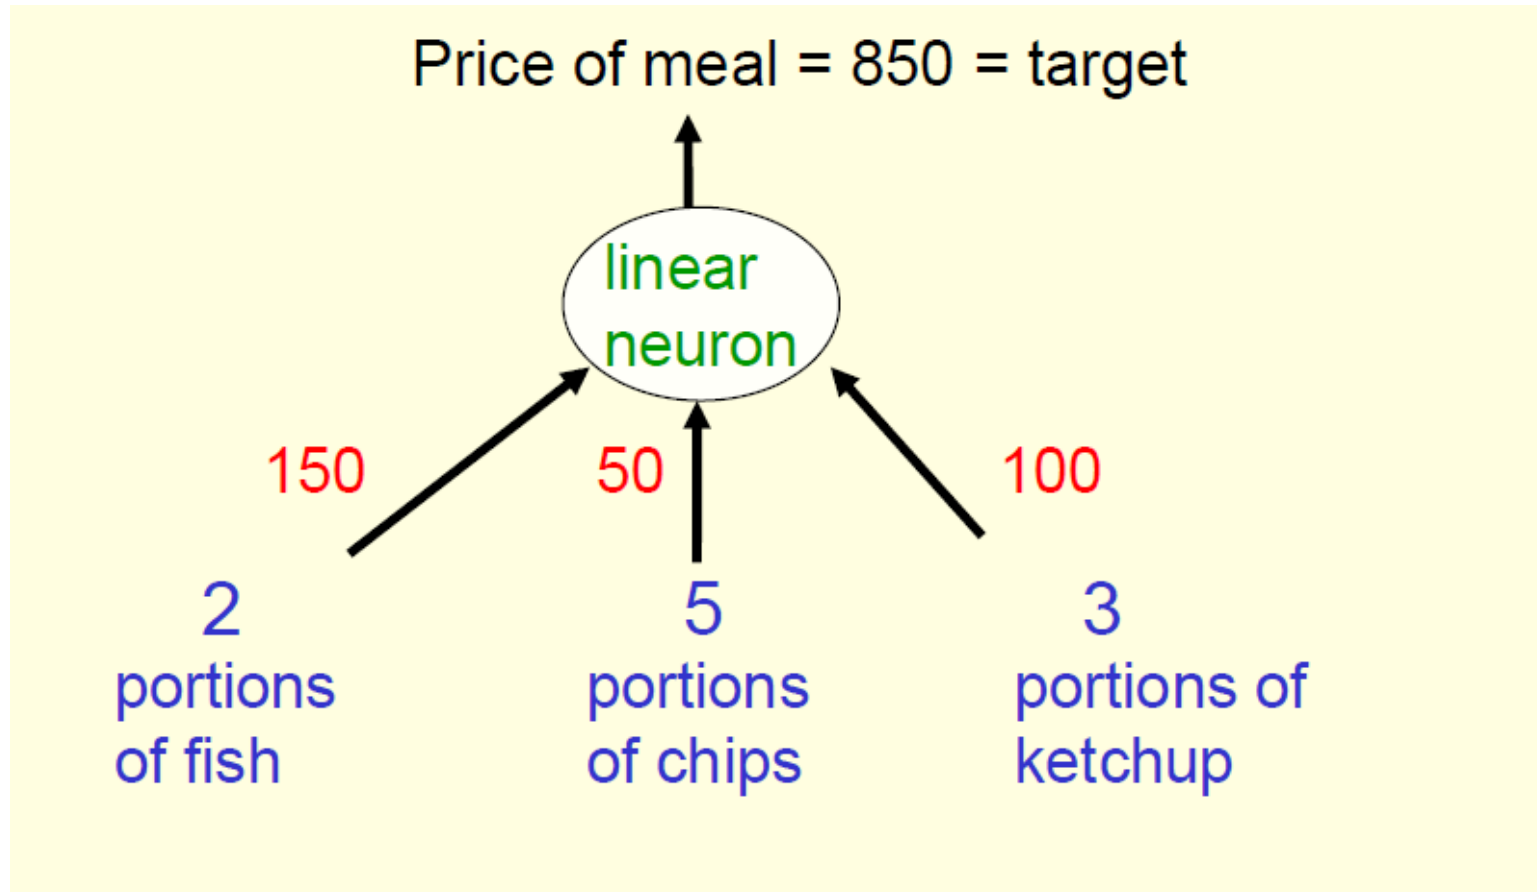 Price of meal = 850 = target
linear
neuron
150 50 100
2 5 3
portions portions portions of
of fish of chips ketchup